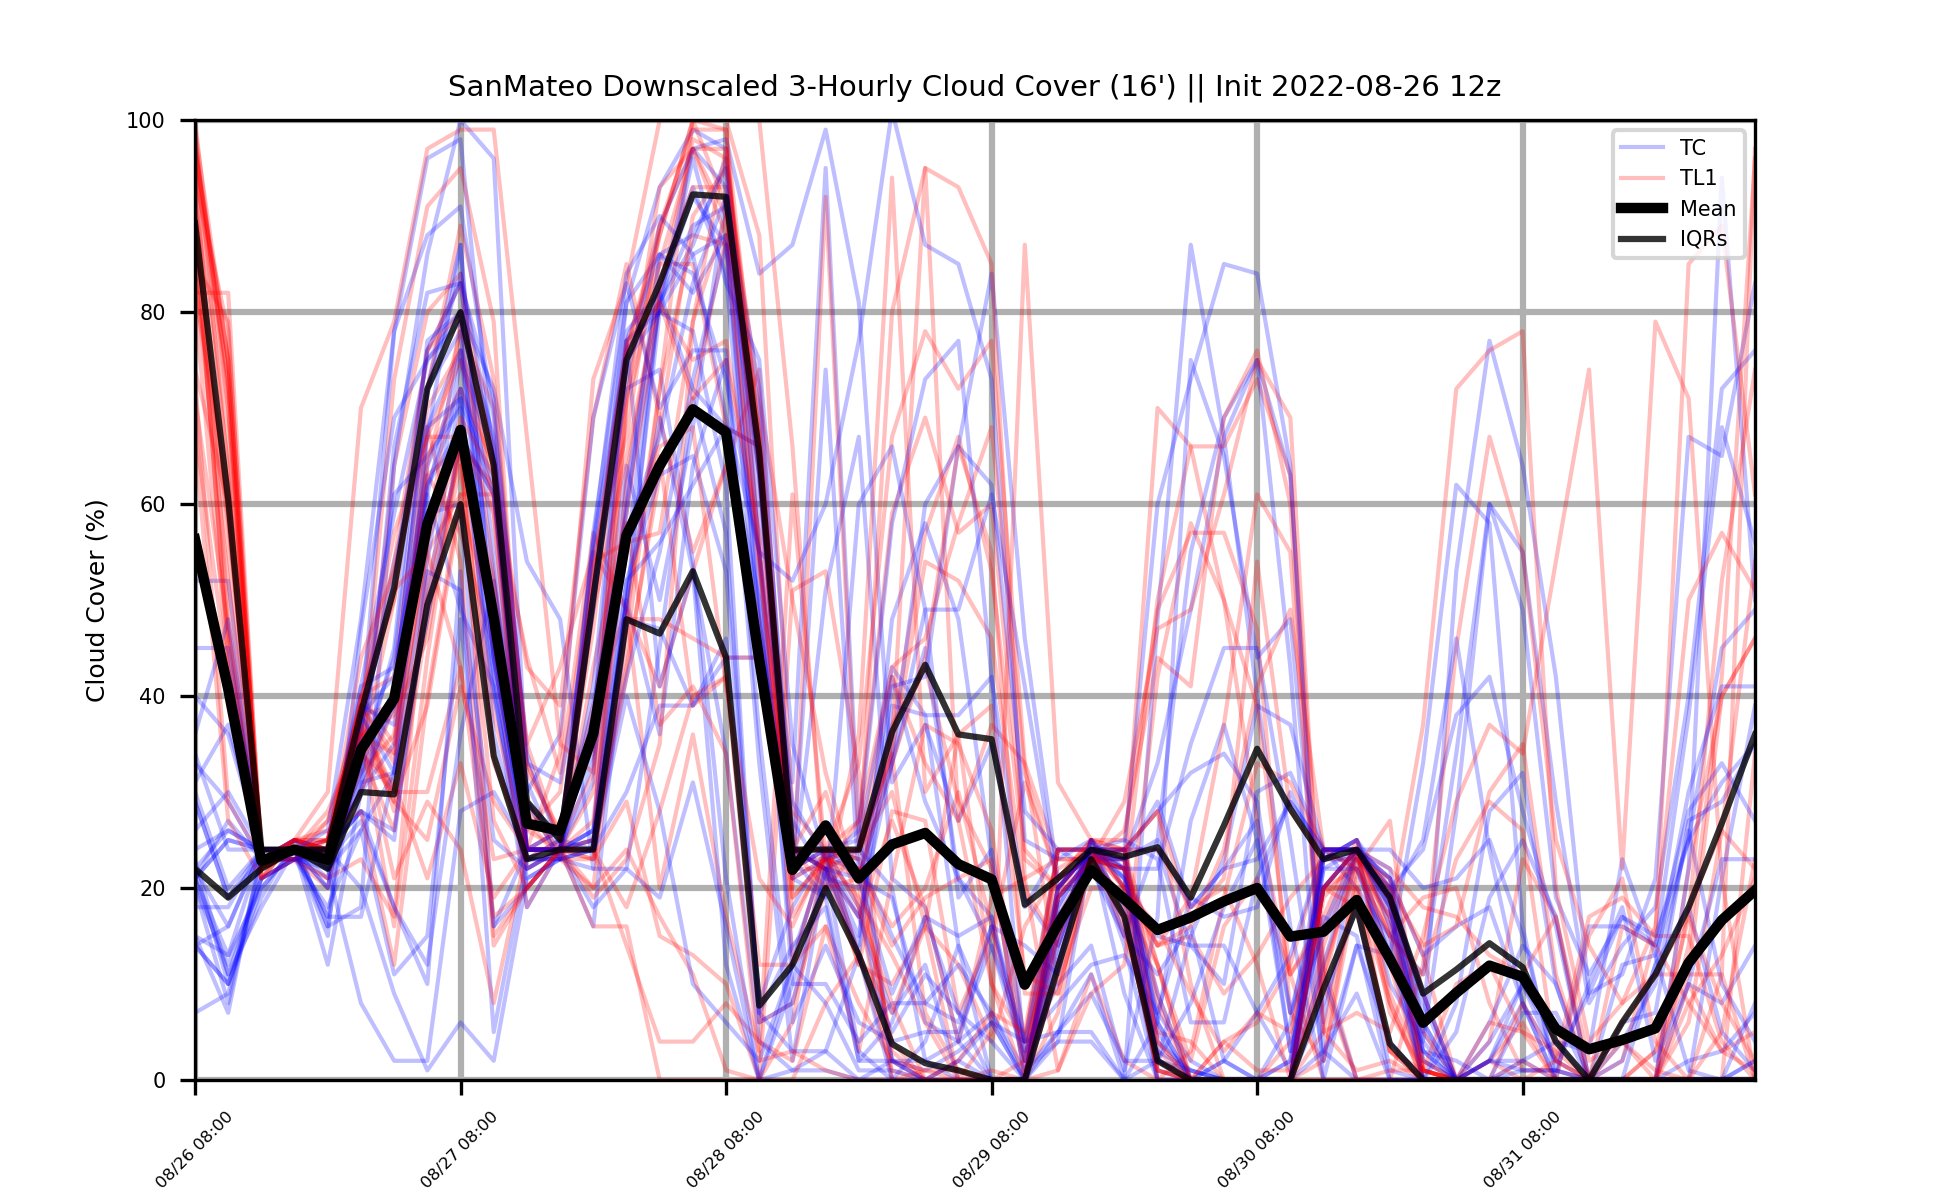 SanMateo Downscaled 3-Hourly Cloud Cover (16') || Init 2022-08-26 12z
Cloud Cover (%)
100
80
60
40
20
0
TC
TL1
Mean
IQRs
08/26 08:00
08/27 08:00
08/28 08:00
08/29 08:00
08/30 08:00
08/31 08:00